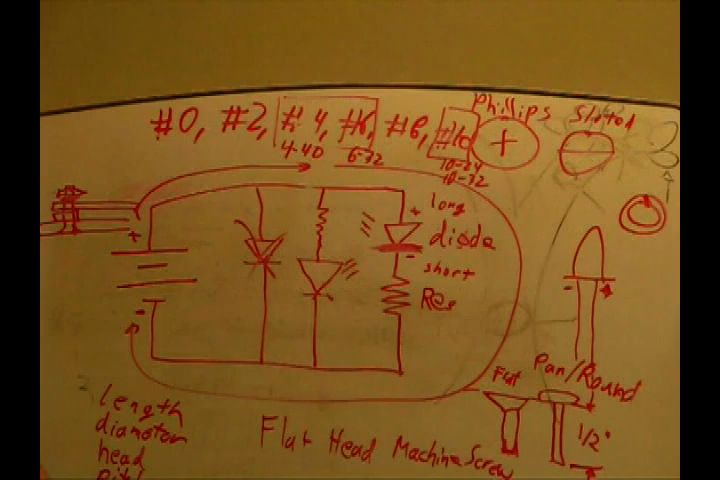 Phillips Slotted
#0, #2, #4, #6, #8, #10
4-40 6-32 10-24
10-32
+ long
diode
- short
Res
+
-
- +
Flat Pan/Round
1/2"
length
diameter
head
Pitch
Flat Head Machine Screw